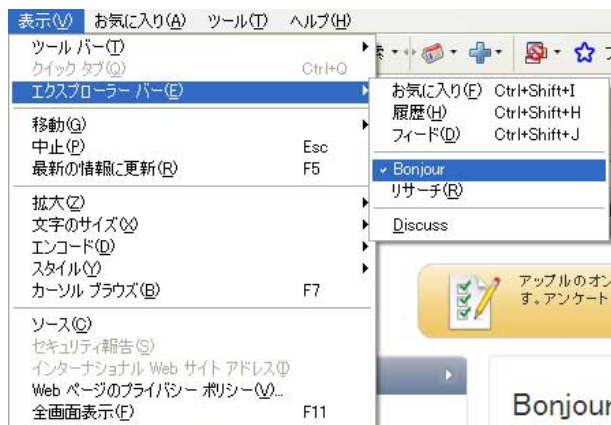 表示(V) お気に入り(A) ツール(T) ヘルプ(H)
ツール バー(T)
クイック タブ(Q) Ctrl+Q
エクスプローラー バー(E)
移動(G)
中止(P) Esc
最新の情報に更新(R) F5
拡大(Z)
文字のサイズ(X)
エンコード(D)
スタイル(Y)
カーソル ブラウズ(B) F7
ソース(C)
セキュリティ報告(S)
インターナショナル Web サイト アドレス(I)
Web ページのプライバシー ポリシー(V)...
全画面表示(F) F11
お気に入り(F) Ctrl+Shift+I
履歴(H) Ctrl+Shift+H
フィード(D) Ctrl+Shift+J
Bonjour
リサーチ(R)
Discuss
アップルのオン
す。アンケート
Bonjour